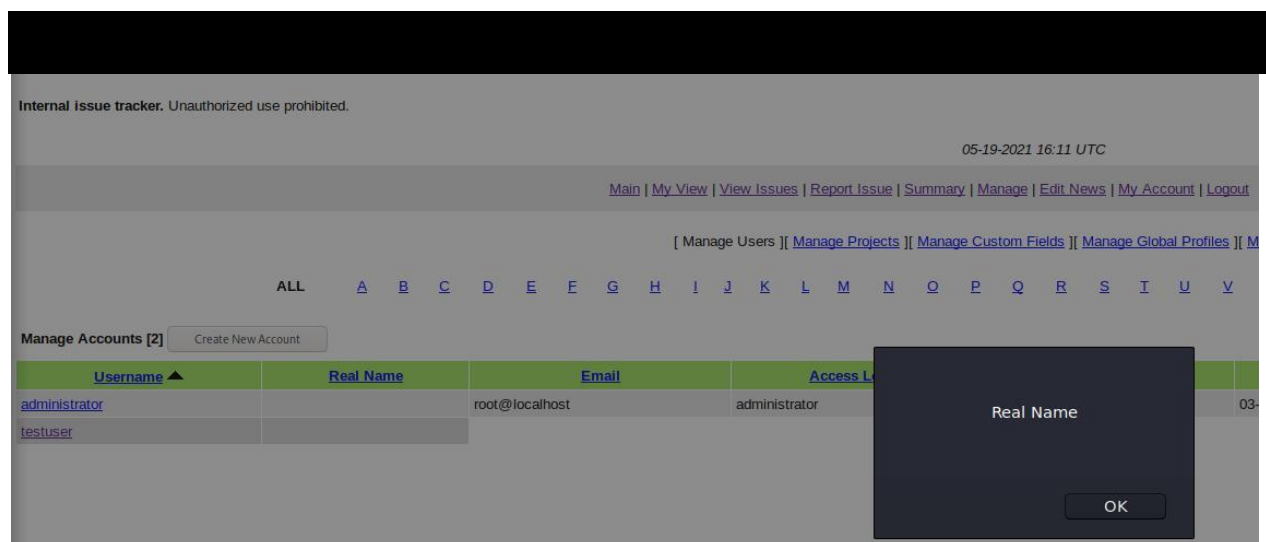 Internal issue tracker. Unauthorized use prohibited.
05-19-2021 16:11 UTC
Main | My View | View Issues | Report Issue | Summary | Manage | Edit News | My Account | Logout
[ Manage Users ][ Manage Projects ][ Manage Custom Fields ][ Manage Global Profiles ][ M
ALL A B C D E F G H I J K L M N O P Q R S T U V
Manage Accounts [2] Create New Account
Username Real Name Email Access L
administrator root@localhost administrator 03-
testuser
Real Name
OK